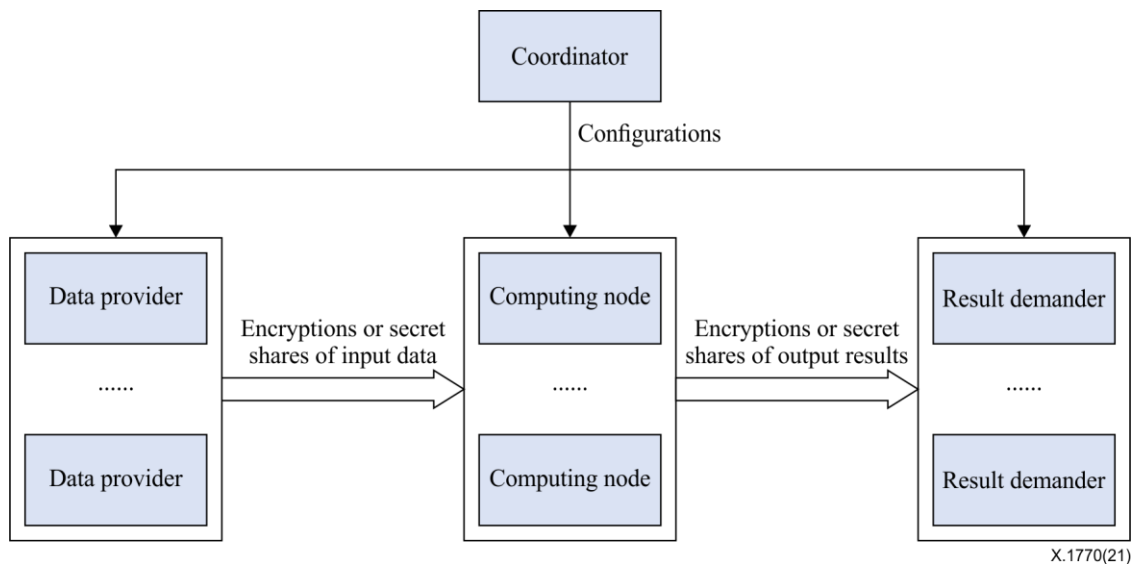 Coordinator
Configurations
Data provider
......
Data provider
Encryptions or secret
shares of input data
Computing node
......
Computing node
Encryptions or secret
shares of output results
Result demander
......
Result demander
X.1770(21)